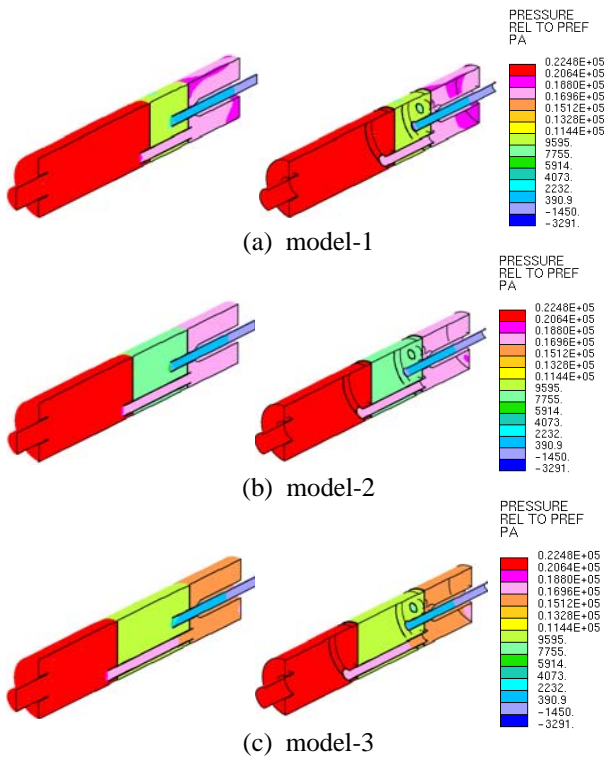 PRESSURE
REL TO PREF
PA
0.2248E+05
0.2064E+05
0.1880E+05
0.1696E+05
0.1512E+05
0.1328E+05
0.1144E+05
9595.
7755.
5914.
4073.
2232.
390.9
-1450.
-3291.
(a) model-1
PRESSURE
REL TO PREF
PA
0.2248E+05
0.2064E+05
0.1880E+05
0.1696E+05
0.1512E+05
0.1328E+05
0.1144E+05
9595.
7755.
5914.
4073.
2232.
390.9
-1450.
-3291.
(b) model-2
PRESSURE
REL TO PREF
PA
0.2248E+05
0.2064E+05
0.1880E+05
0.1696E+05
0.1512E+05
0.1328E+05
0.1144E+05
9595.
7755.
5914.
4073.
2232.
390.9
-1450.
-3291.
(c) model-3